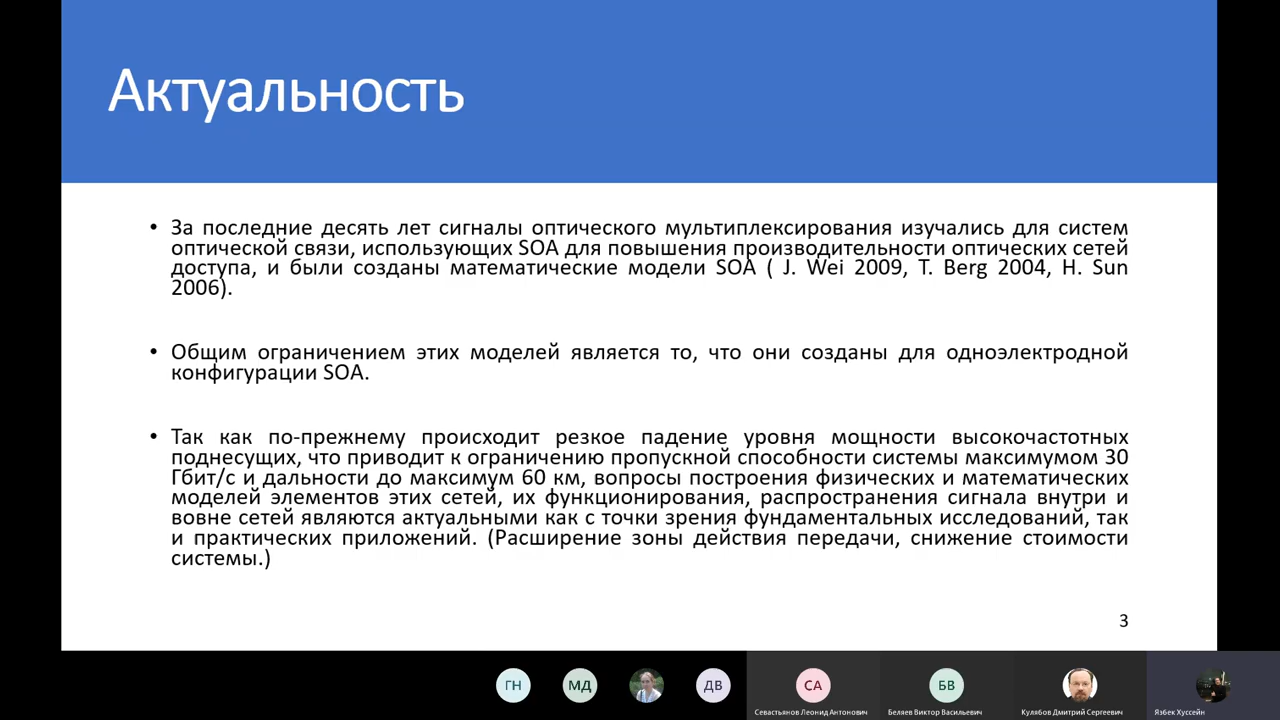 Актуальность
• За последние десять лет сигналы оптического мультиплексирования изучались для систем
оптической связи, использующих SOA для повышения производительности оптических сетей
доступа, и были созданы математические модели SOA ( J. Wei 2009, T. Berg 2004, H. Sun
2006).
• Общим ограничением этих моделей является то, что они созданы для одноэлектродной
конфигурации SOA.
• Так как по-прежнему происходит резкое падение уровня мощности высокочастотных
поднесущих, что приводит к ограничению пропускной способности системы максимумом 30
Гбит/с и дальности до максимум 60 км, вопросы построения физических и математических
моделей элементов этих сетей, их функционирования, распространения сигнала внутри и
вовне сетей являются актуальными как с точки зрения фундаментальных исследований, так
и практических приложений. (Расширение зоны действия передачи, снижение стоимости
системы.)
3
ГН МД ДВ СА БВ
Севастьянов Леонид Антонович Беляев Виктор Васильевич Кулябов Дмитрий Сергеевич Язбек Хуссейн